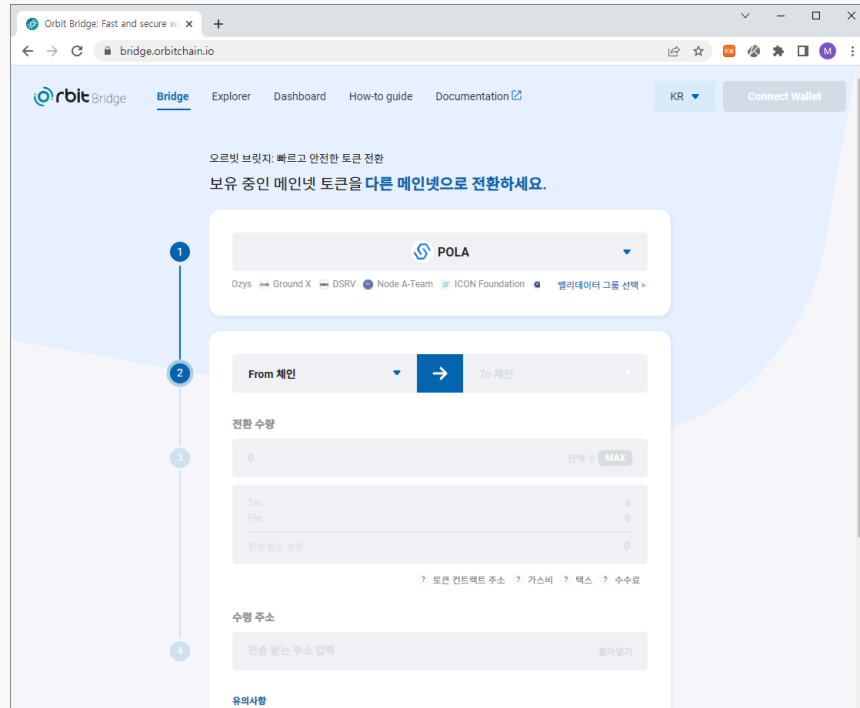 Orbit Bridge: Fast and secure w
bridge.orbitchain.io
M
Orbit Bridge
Bridge
Explorer
Dashboard
How-to guide
Documentation
KR
Connect Wallet
오르빗 브릿지: 빠르고 안전한 토큰 전환
보유 중인 메인넷 토큰을 다른 메인넷으로 전환하세요.
1
POLA
Ozys Ground X DSRV Node A-Team ICON Foundation
밸리데이터 그룹 선택 >
2
From 체인
To 체인
전환 수량
3
0
잔액: 0 MAX
Tax 0
Fee 0
전송 받는 수량 0
? 토큰 컨트랙트 주소 ? 가스비 ? 택스 ? 수수료
수령 주소
4
전송 받는 주소 입력
붙여넣기
유의사항